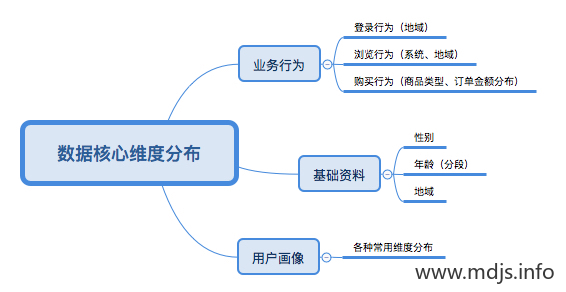 数据核心维度分布
业务行为
登录行为（地域）
浏览行为（系统、地域）
购买行为（商品类型、订单金额分布）
基础资料
性别
年龄（分段）
地域
用户画像
各种常用维度分布
www.mdjs.info